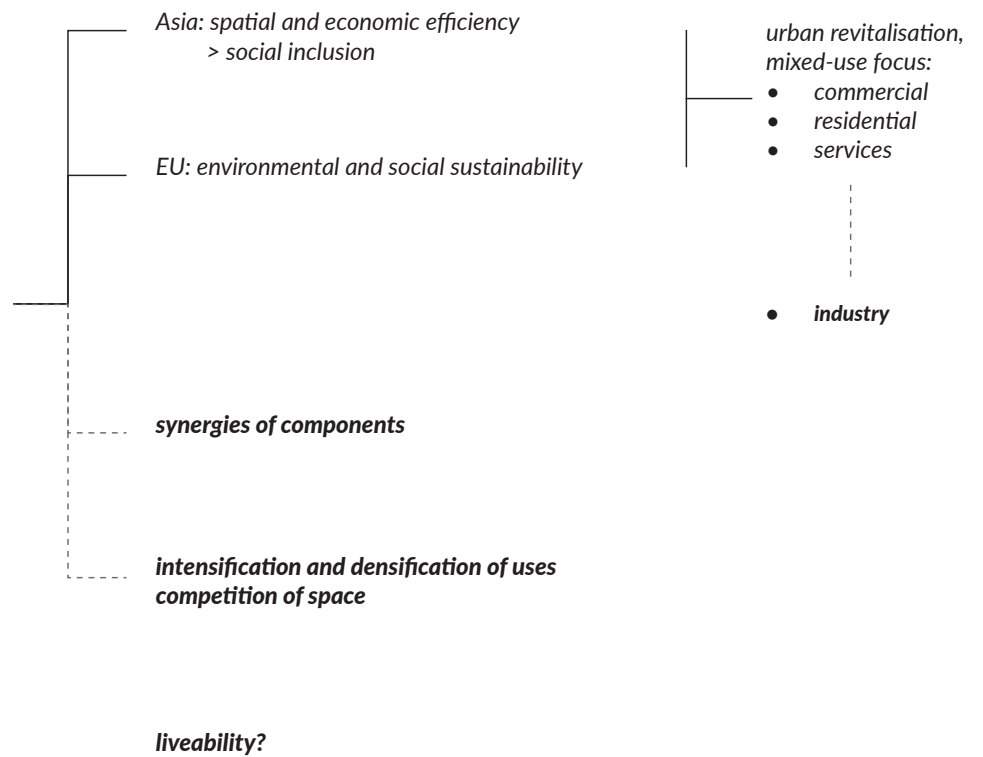 Asia: spatial and economic efficiency
> social inclusion
EU: environmental and social sustainability
urban revitalisation,
mixed-use focus:
• commercial
• residential
• services
• industry
synergies of components
intensification and densification of uses
competition of space
liveability?